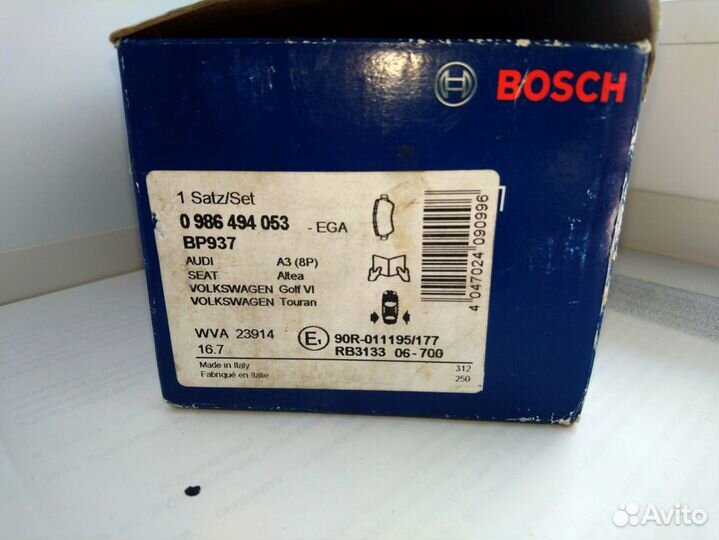 BOSCH
1 Satz/Set
0 986 494 053 - EGA
BP937
AUDI A3 (8P)
SEAT Altea
VOLKSWAGEN Golf VI
VOLKSWAGEN Touran
WVA 23914
16.7
E1 90R-011195/177
RB3133 06-700
Made in Italy
Fabriqué en Italie
312
250
4 047024 090996
Avito